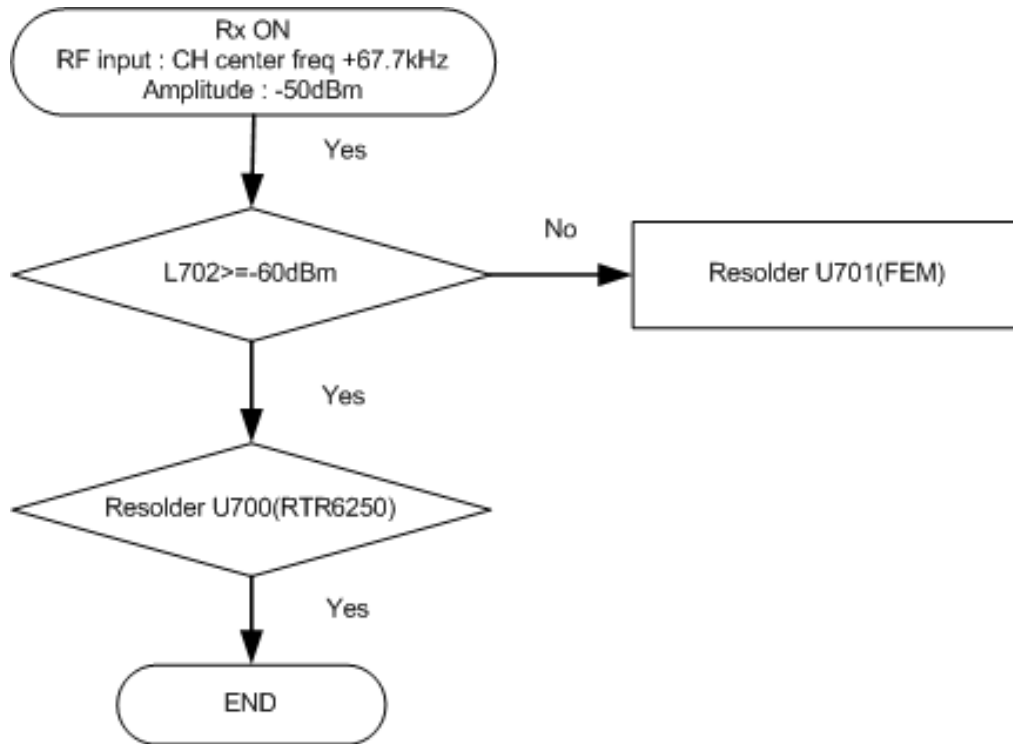 Rx ON
RF input : CH center freq +67.7kHz
Amplitude : -50dBm
Yes
L702>=-60dBm
No
Resolder U701(FEM)
Yes
Resolder U700(RTR6250)
Yes
END